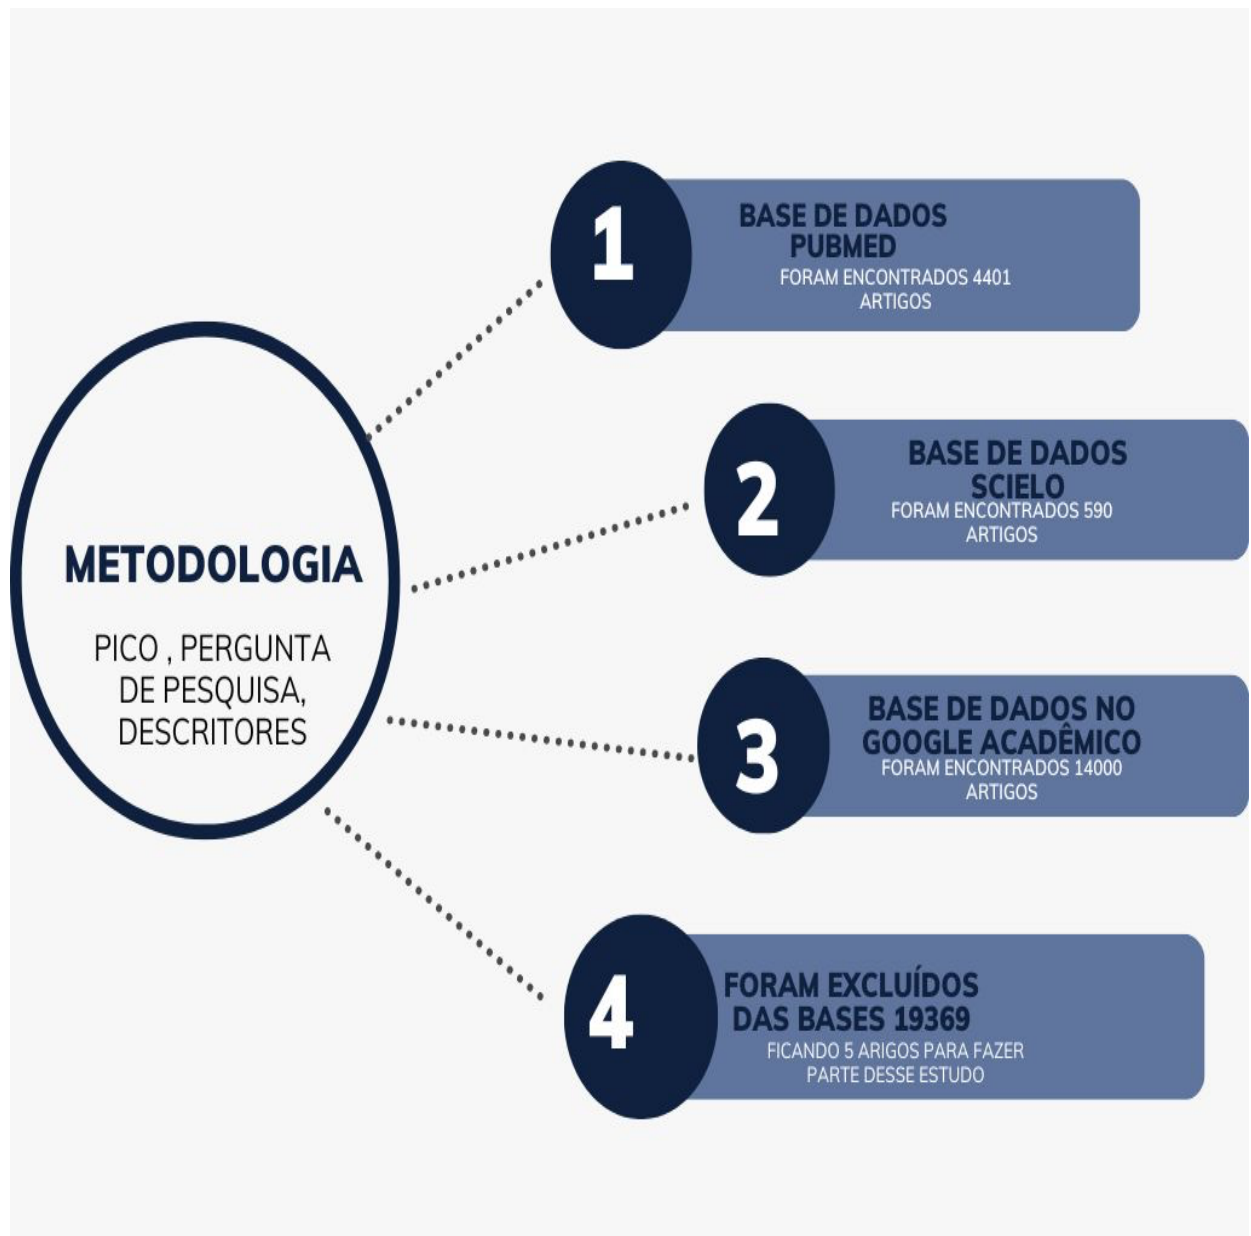 METODOLOGIA
PICO , PERGUNTA
DE PESQUISA,
DESCRITORES
1
BASE DE DADOS
PUBMED
FORAM ENCONTRADOS 4401
ARTIGOS
2
BASE DE DADOS
SCIELO
FORAM ENCONTRADOS 590
ARTIGOS
3
BASE DE DADOS NO
GOOGLE ACADÊMICO
FORAM ENCONTRADOS 14000
ARTIGOS
4
FORAM EXCLUÍDOS
DAS BASES 19369
FICANDO 5 ARIGOS PARA FAZER
PARTE DESSE ESTUDO